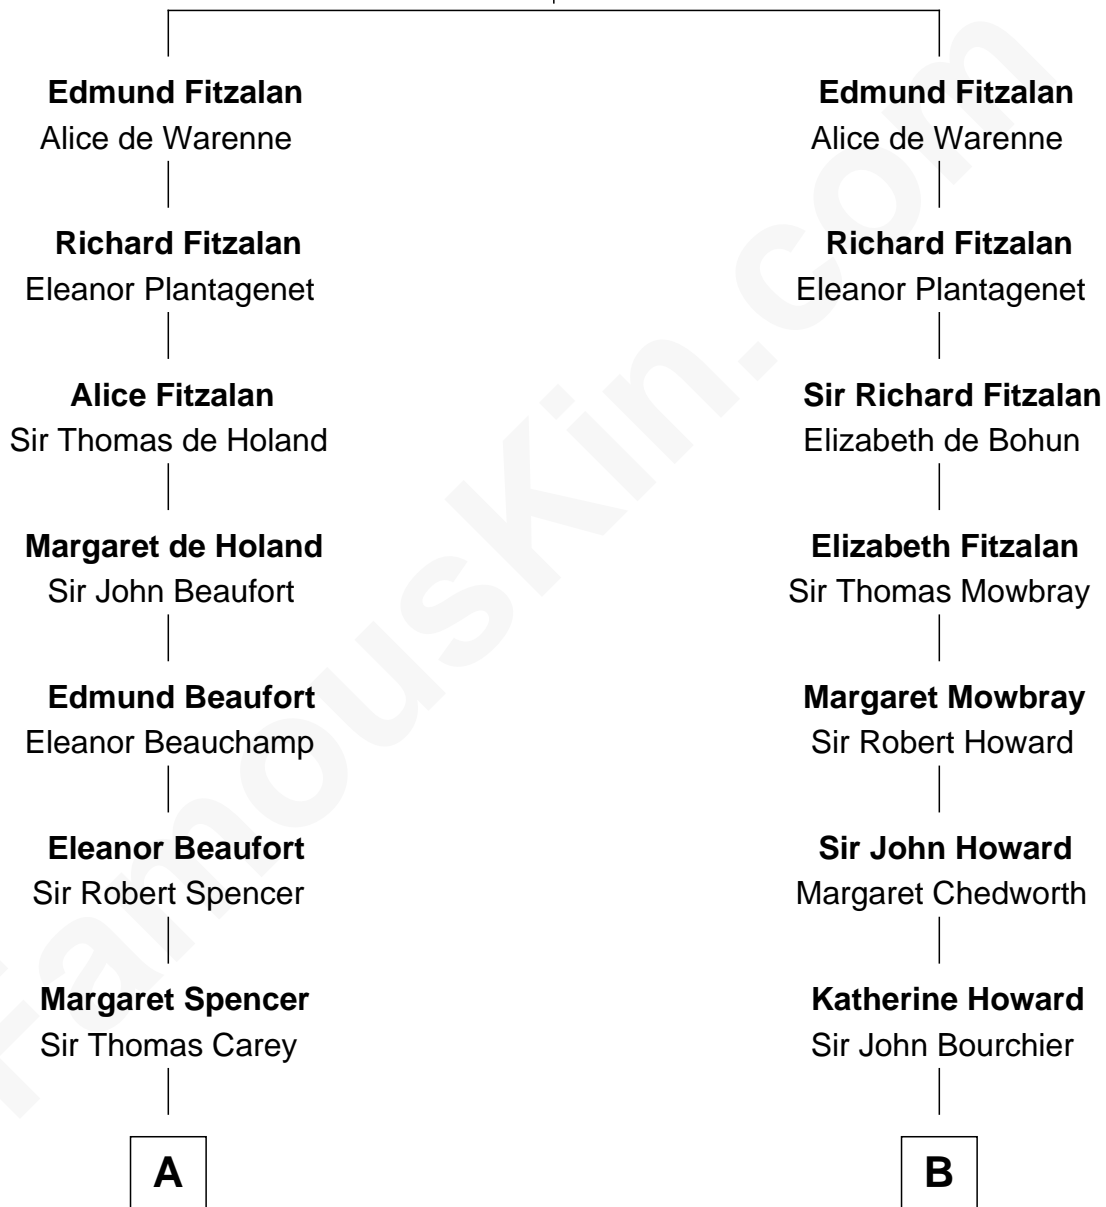 Edmund Fitzalan
Alice de Warenne
Richard Fitzalan
Eleanor Plantagenet
Alice Fitzalan
Sir Thomas de Holand
Margaret de Holand
Sir John Beaufort
Edmund Beaufort
Eleanor Beauchamp
Eleanor Beaufort
Sir Robert Spencer
Margaret Spencer
Sir Thomas Carey
A
Edmund Fitzalan
Alice de Warenne
Richard Fitzalan
Eleanor Plantagenet
Sir Richard Fitzalan
Elizabeth de Bohun
Elizabeth Fitzalan
Sir Thomas Mowbray
Margaret Mowbray
Sir Robert Howard
Sir John Howard
Margaret Chedworth
Katherine Howard
Sir John Bourchier
B
FamousKin.com